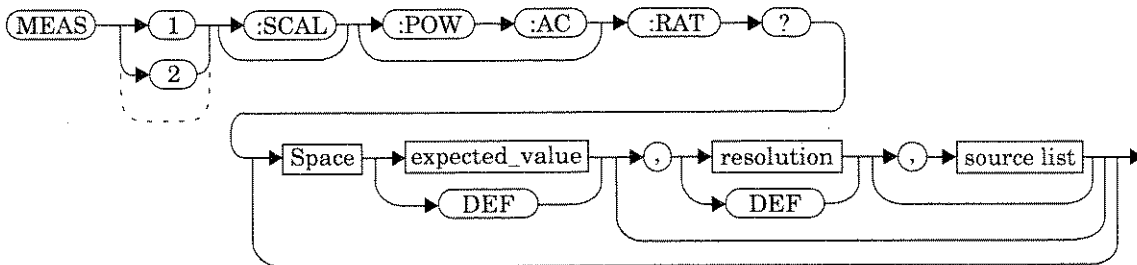 MEAS 1 :SCAL :POW :AC :RAT ?
2
Space expected_value , resolution , source list
DEF DEF